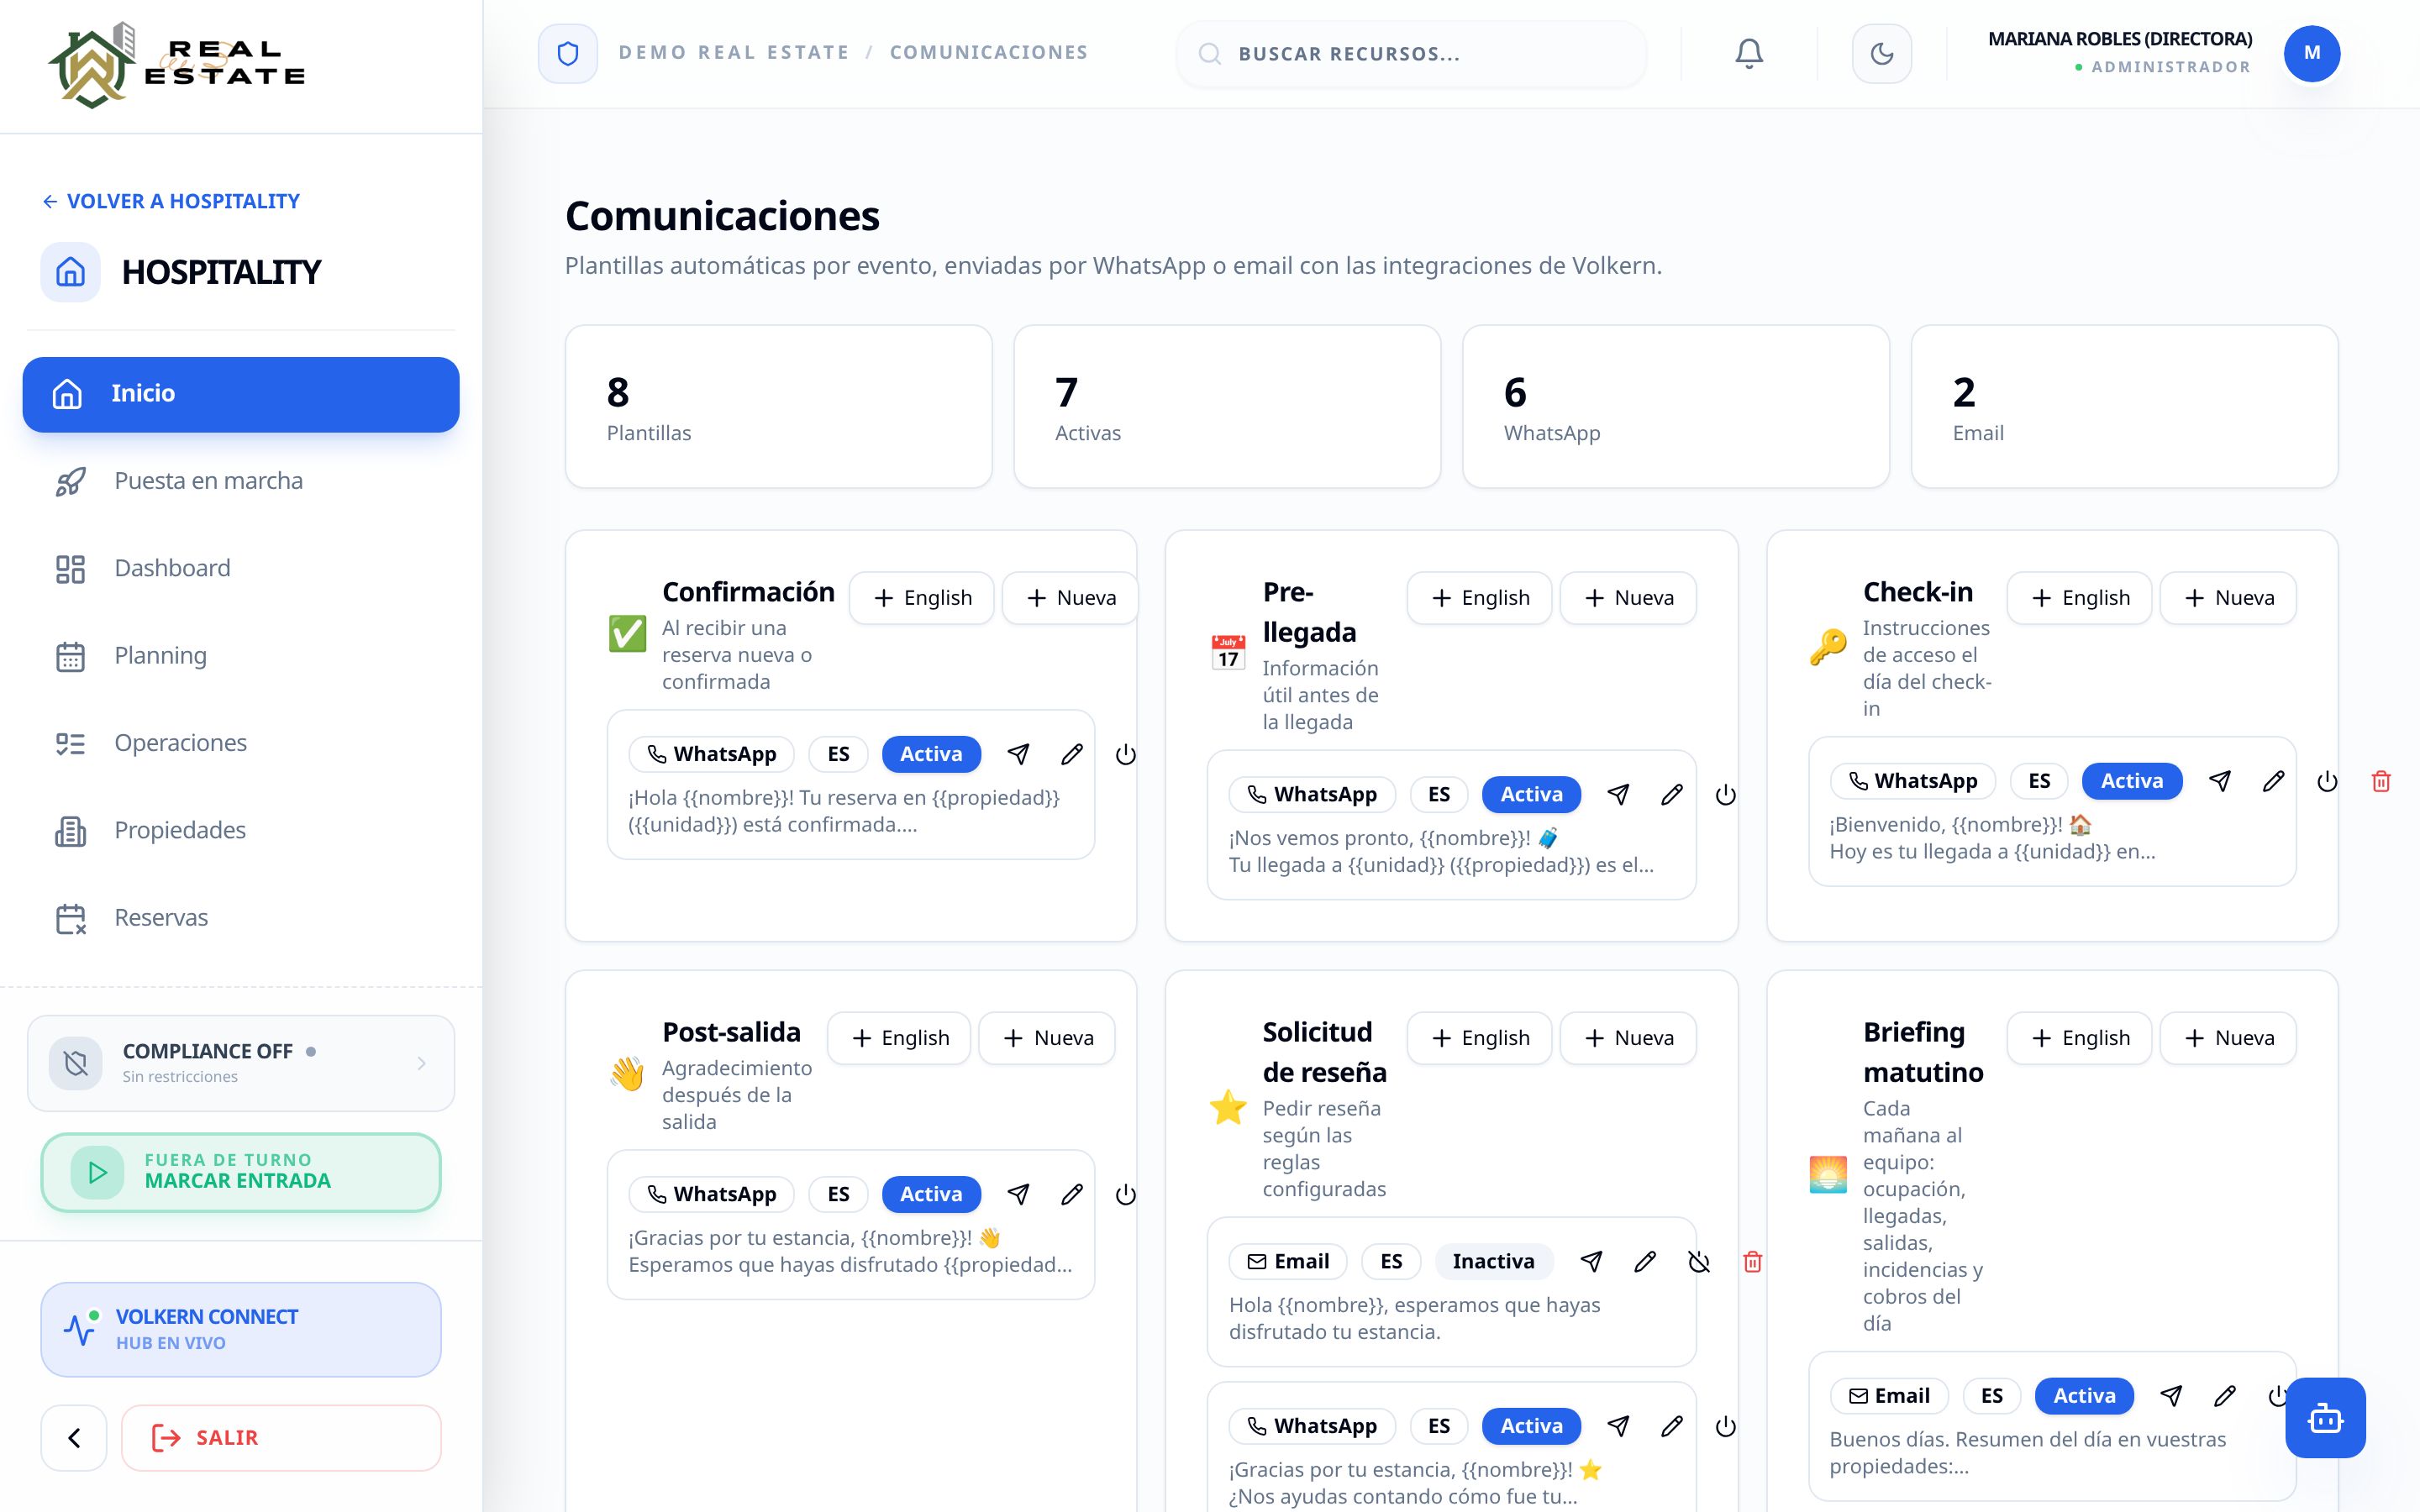 REAL
ESTATE
← VOLVER A HOSPITALITY
HOSPITALITY
Inicio
Puesta en marcha
Dashboard
Planning
Operaciones
Propiedades
Reservas
COMPLIANCE OFF
Sin restricciones
FUERA DE TURNO
MARCAR ENTRADA
VOLKERN CONNECT
HUB EN VIVO
SALIR
DEMO REAL ESTATE / COMUNICACIONES
BUSCAR RECURSOS...
MARIANA ROBLES (DIRECTORA)
ADMINISTRADOR
M
Comunicaciones
Plantillas automáticas por evento, enviadas por WhatsApp o email con las integraciones de Volkern.
8
Plantillas
7
Activas
6
WhatsApp
2
Email
Confirmación
+ English
+ Nueva
Al recibir una
reserva nueva o
confirmada
WhatsApp ES Activa
¡Hola {{nombre}}! Tu reserva en {{propiedad}}
({{unidad}}) está confirmada....
Pre-
llegada
+ English
+ Nueva
JULY
17
Información
útil antes de
la llegada
WhatsApp ES Activa
¡Nos vemos pronto, {{nombre}}! 🧳
Tu llegada a {{unidad}} ({{propiedad}}) es el...
Check-in
+ English
+ Nueva
Instrucciones
de acceso el
día del check-
in
WhatsApp ES Activa
¡Bienvenido, {{nombre}}! 🏠
Hoy es tu llegada a {{unidad}} en...
Post-salida
+ English
+ Nueva
Agradecimiento
después de la
salida
WhatsApp ES Activa
¡Gracias por tu estancia, {{nombre}}! 👋
Esperamos que hayas disfrutado {{propiedad...
Solicitud
de reseña
+ English
+ Nueva
Pedir reseña
según las
reglas
configuradas
Email ES Inactiva
Hola {{nombre}}, esperamos que hayas
disfrutado tu estancia.
WhatsApp ES Activa
¡Gracias por tu estancia, {{nombre}}! ⭐
¿Nos ayudas contando cómo fue tu...
Briefing
matutino
+ English
+ Nueva
Cada
mañana al
equipo:
ocupación,
llegadas,
salidas,
incidencias y
cobros del
día
Email ES Activa
Buenos días. Resumen del día en vuestras
propiedades:...